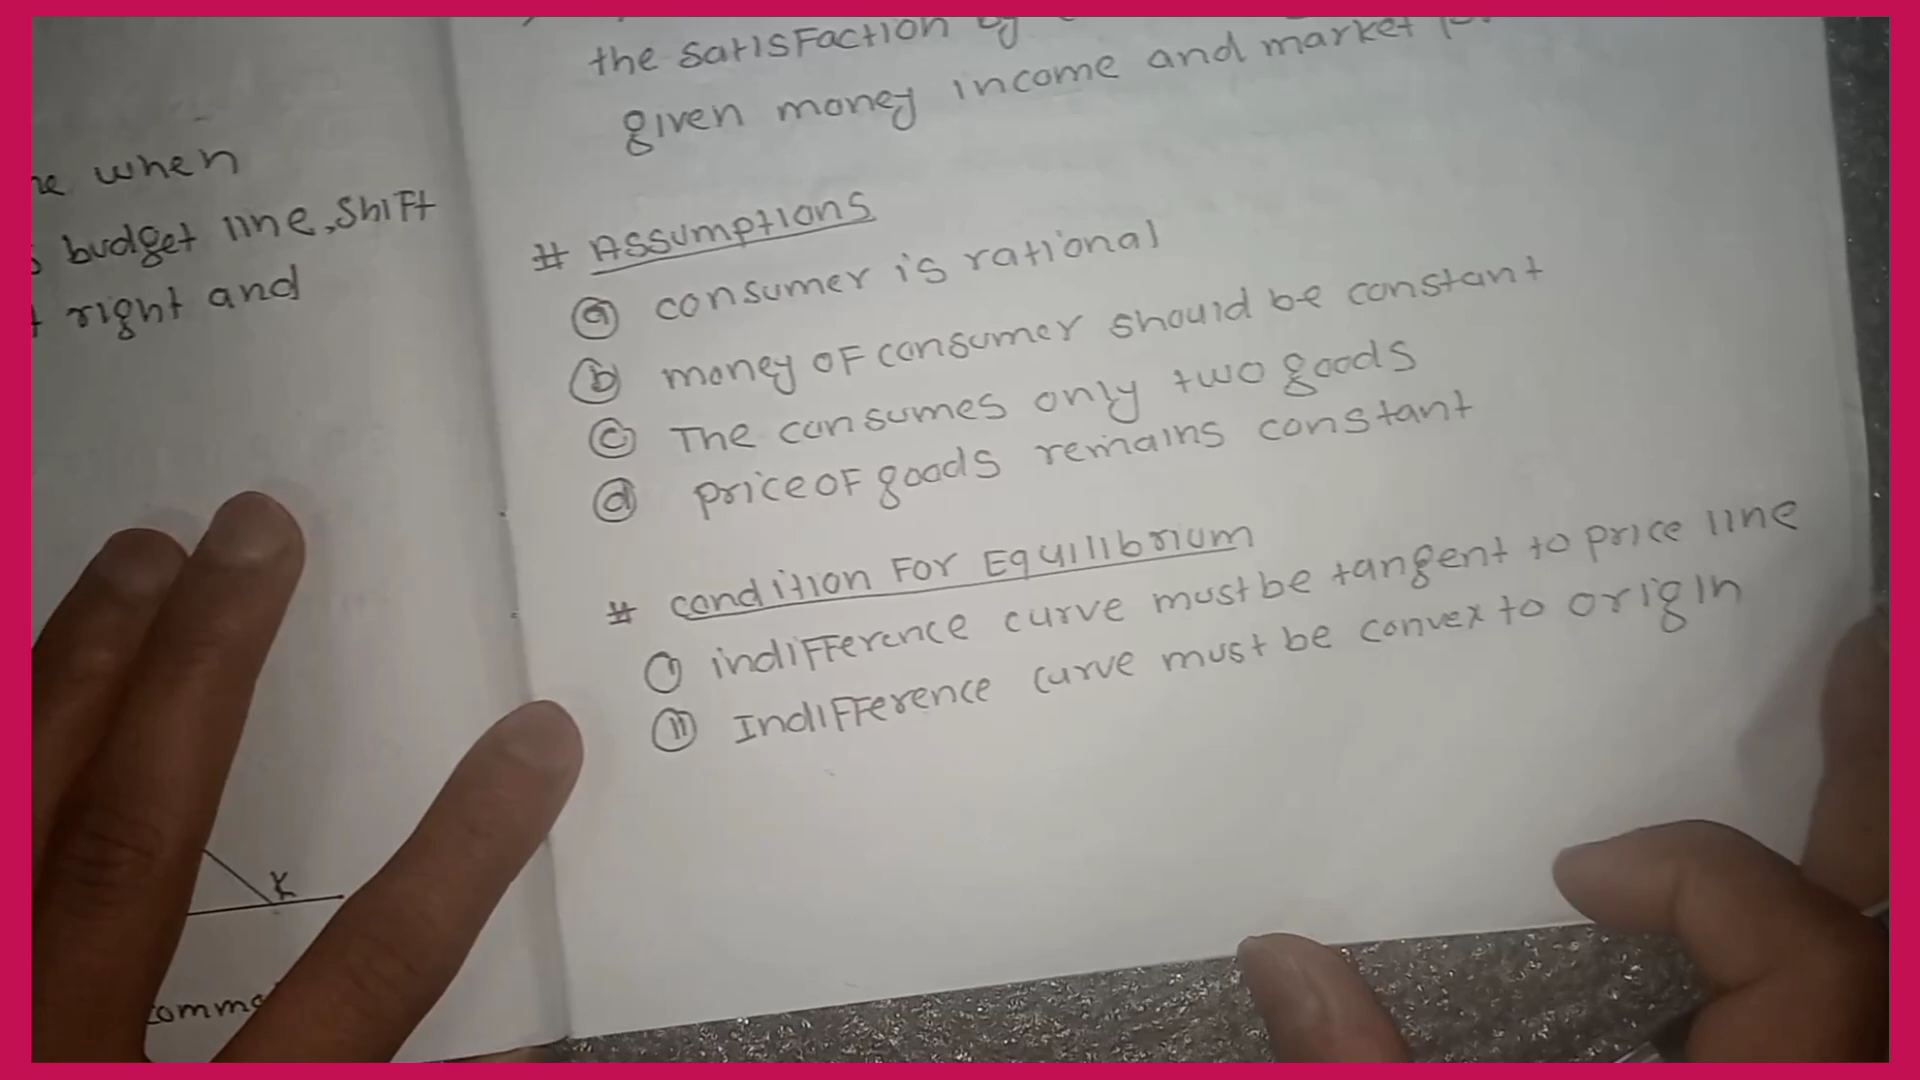 he when
budget line, shift
right and
K
the satisfaction by
given money income and market
# Assumptions
(a) consumer is rational
(b) money of consumer should be constant
(c) The consumes only two goods
(d) price of goods remains constant
# condition For Equilibrium
(i) indifference curve must be tangent to price line
(ii) Indifference curve must be convex to origin